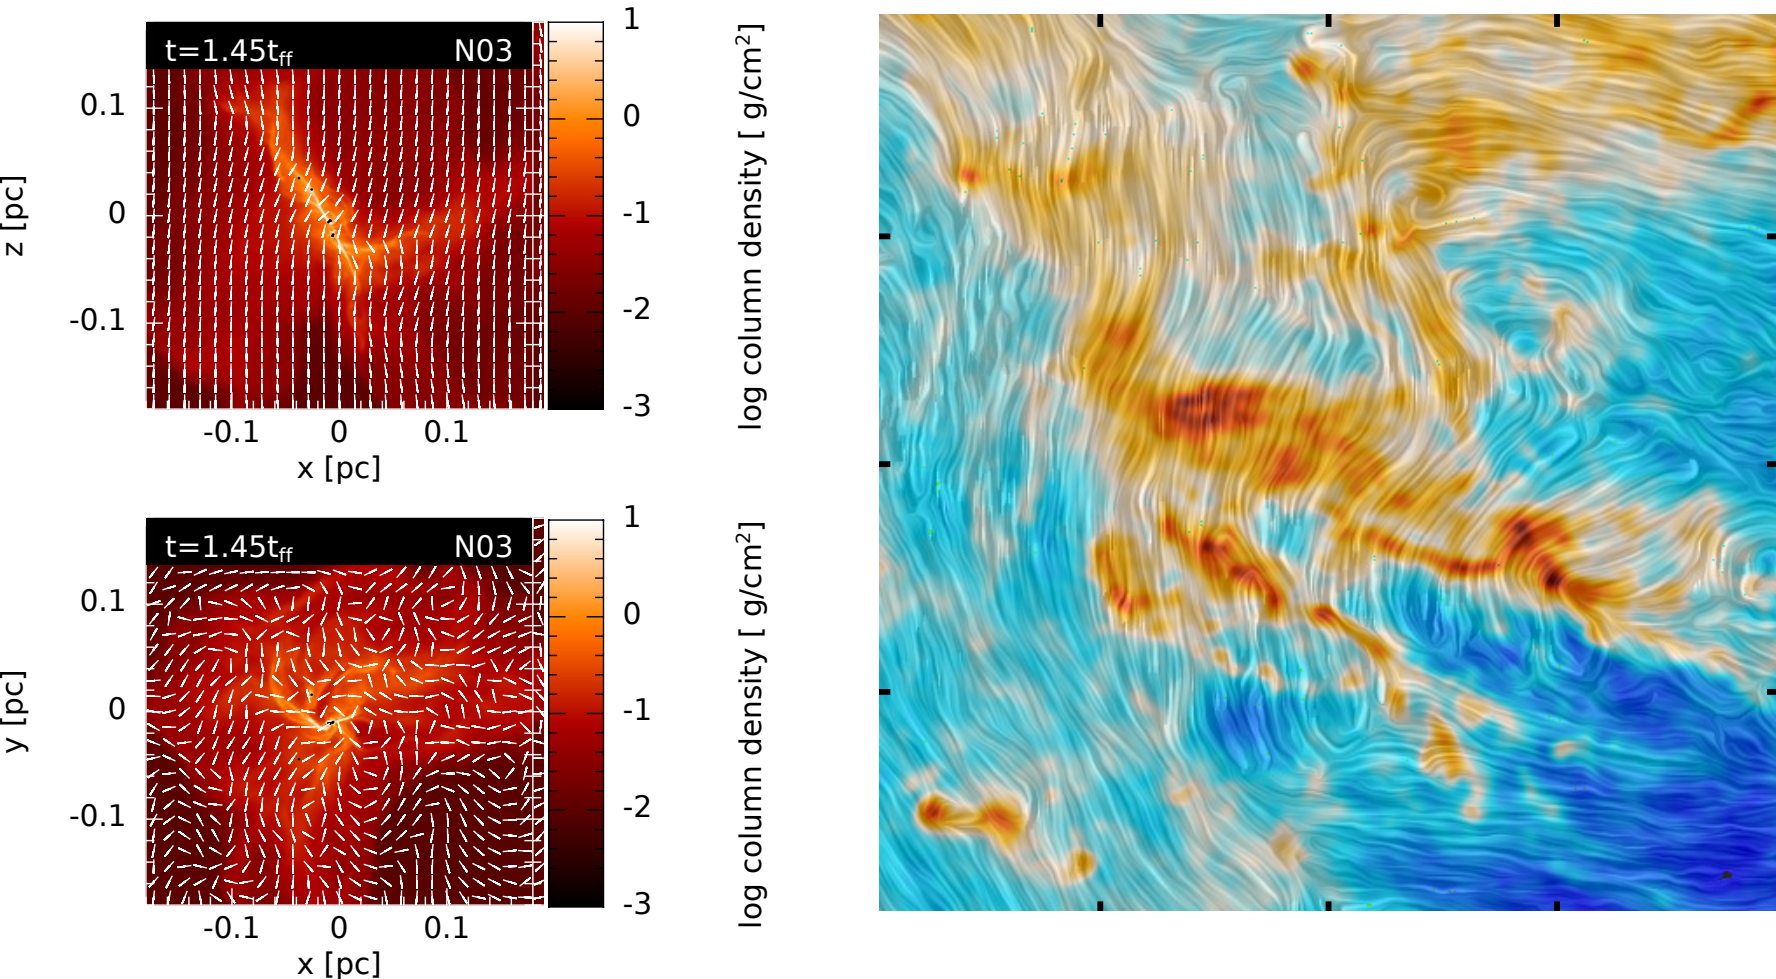 t=1.45t_ff N03
z [pc]
0.1
0
-0.1
-0.1 0 0.1
x [pc]
1
0
-1
-2
-3
log column density [ g/cm²]
t=1.45t_ff N03
y [pc]
0.1
0
-0.1
-0.1 0 0.1
x [pc]
1
0
-1
-2
-3
log column density [ g/cm²]